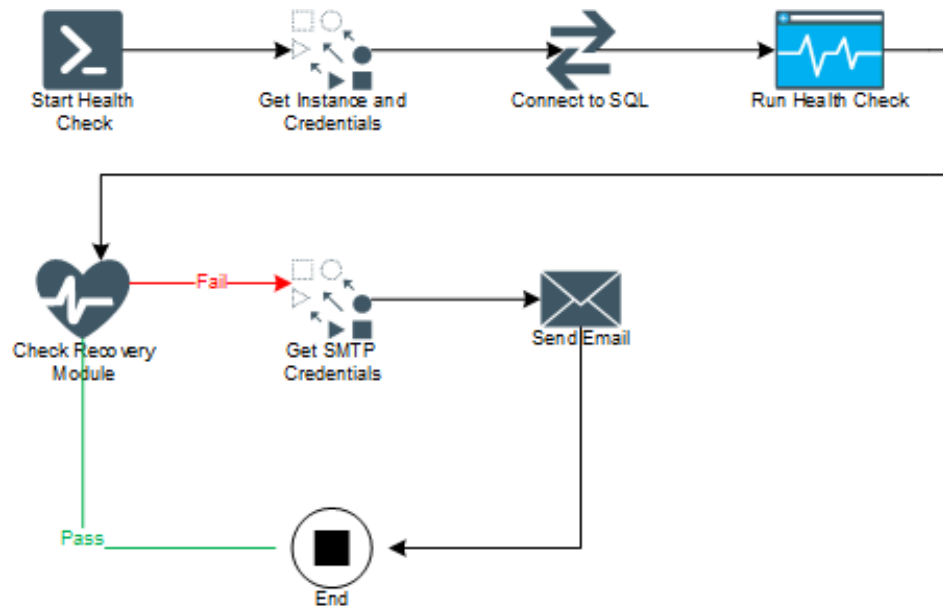 Start Health
Check
Get Instance and
Credentials
Connect to SQL
Run Health Check
Fail
Check Recovery
Module
Get SMTP
Credentials
Send Email
Pass
End